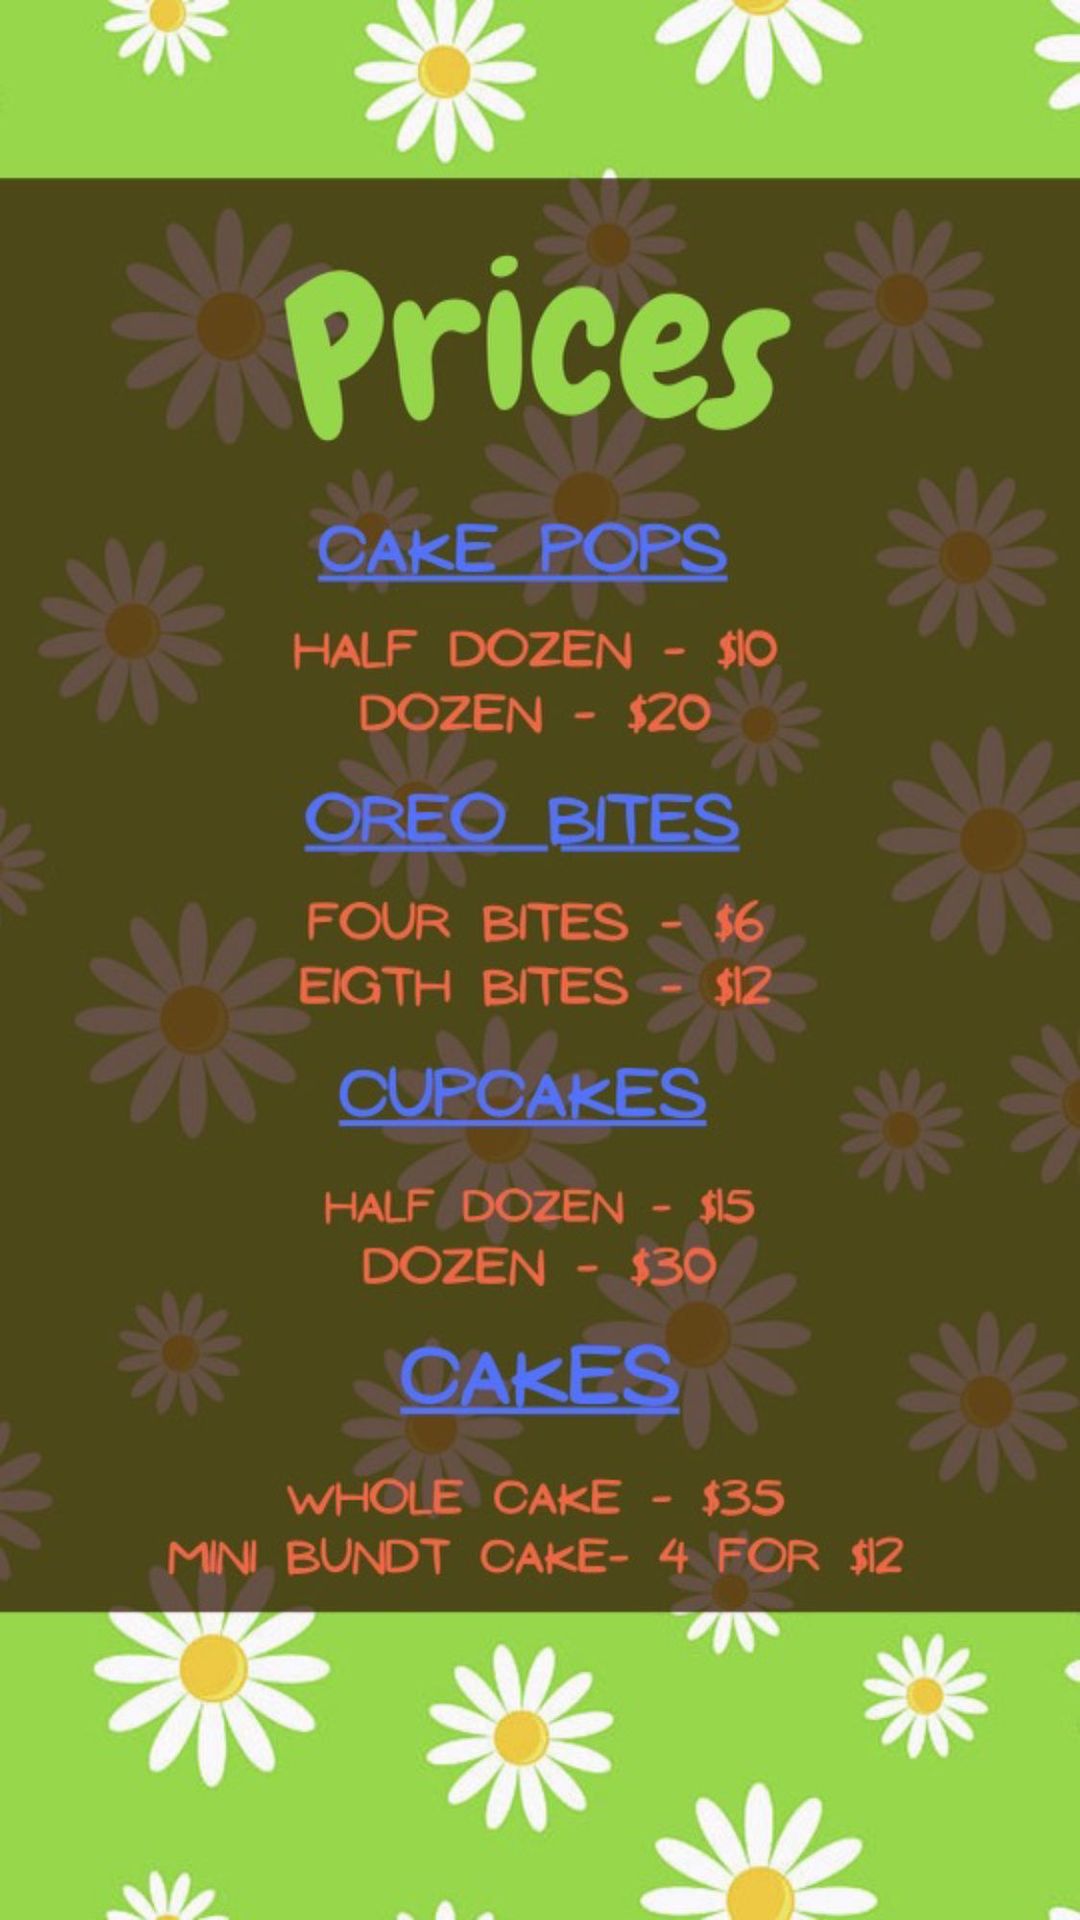 Prices
CAKE POPS
HALF DOZEN - $10
DOZEN - $20
OREO BITES
FOUR BITES - $6
EIGTH BITES - $12
CUPCAKES
HALF DOZEN - $15
DOZEN - $30
CAKES
WHOLE CAKE - $35
MINI BUNDT CAKE- 4 FOR $12